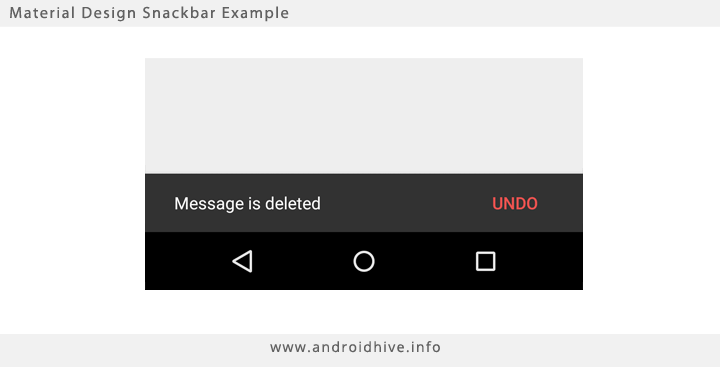 Material Design Snackbar Example
Message is deleted UNDO
www.androidhive.info